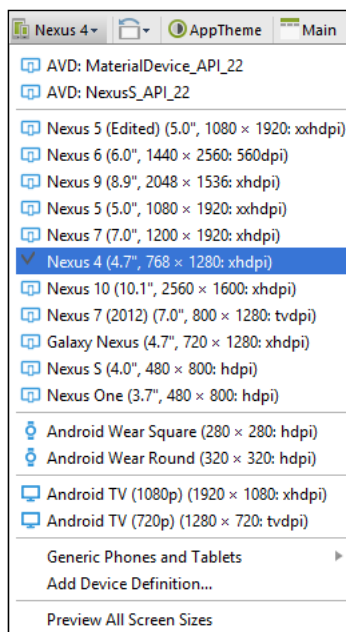 Nexus 4 AppTheme Main
AVD: MaterialDevice_API_22
AVD: NexusS_API_22
Nexus 5 (Edited) (5.0", 1080 × 1920: xxhdpi)
Nexus 6 (6.0", 1440 × 2560: 560dpi)
Nexus 9 (8.9", 2048 × 1536: xhdpi)
Nexus 5 (5.0", 1080 × 1920: xxhdpi)
Nexus 7 (7.0", 1200 × 1920: xhdpi)
Nexus 4 (4.7", 768 × 1280: xhdpi)
Nexus 10 (10.1", 2560 × 1600: xhdpi)
Nexus 7 (2012) (7.0", 800 × 1280: tvdpi)
Galaxy Nexus (4.7", 720 × 1280: xhdpi)
Nexus S (4.0", 480 × 800: hdpi)
Nexus One (3.7", 480 × 800: hdpi)
Android Wear Square (280 × 280: hdpi)
Android Wear Round (320 × 320: hdpi)
Android TV (1080p) (1920 × 1080: xhdpi)
Android TV (720p) (1280 × 720: tvdpi)
Generic Phones and Tablets
Add Device Definition...
Preview All Screen Sizes